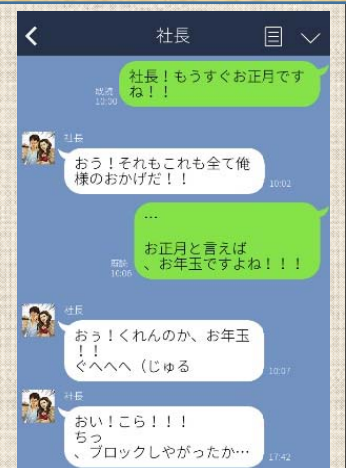 社長
社長！もうすぐお正月です
ね！！
既読
10:00
社長
おう！それもこれも全て俺
様のおかげだ！！
10:02
…
お正月と言えば
、お年玉ですよね！！！
既読
10:06
社長
おぅ！くれんのか、お年玉
！！
ぐへへへ（じゅる
10:07
社長
おい！こら！！！
ちっ
、ブロックしやがったか…
17:42